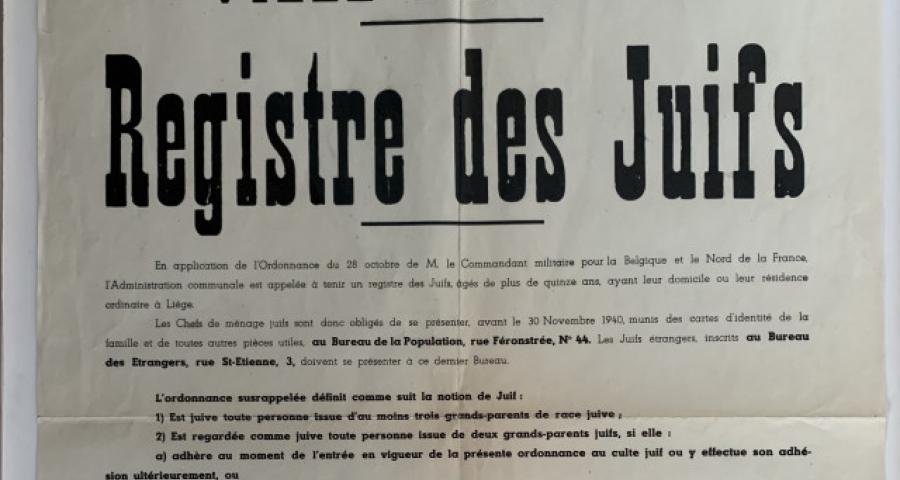 Registre des Juifs
En application de l'Ordonnance du 28 octobre de M. le Commandant militaire pour la Belgique et le Nord de la France,
l'Administration communale est appelée à tenir un registre des Juifs, âgés de plus de quinze ans, ayant leur domicile ou leur résidence
ordinaire à Liége.
Les Chefs de ménage juifs sont donc obligés de se présenter, avant le 30 Novembre 1940, munis des cartes d'identité de la
famille et de toutes autres pièces utiles, au Bureau de la Population, rue Féronstrée, N° 44. Les Juifs étrangers, inscrits au Bureau
des Etrangers, rue St-Etienne, 3, doivent se présenter à ce dernier Bureau.
L'ordonnance susrappelée définit comme suit la notion de Juif :
1) Est juive toute personne issue d'au moins trois grands-parents de race juive ;
2) Est regardée comme juive toute personne issue de deux grands-parents juifs, si elle :
a) adhère au moment de l'entrée en vigueur de la présente ordonnance au culte juif ou y effectue son adhé-
sion ultérieurement, ou